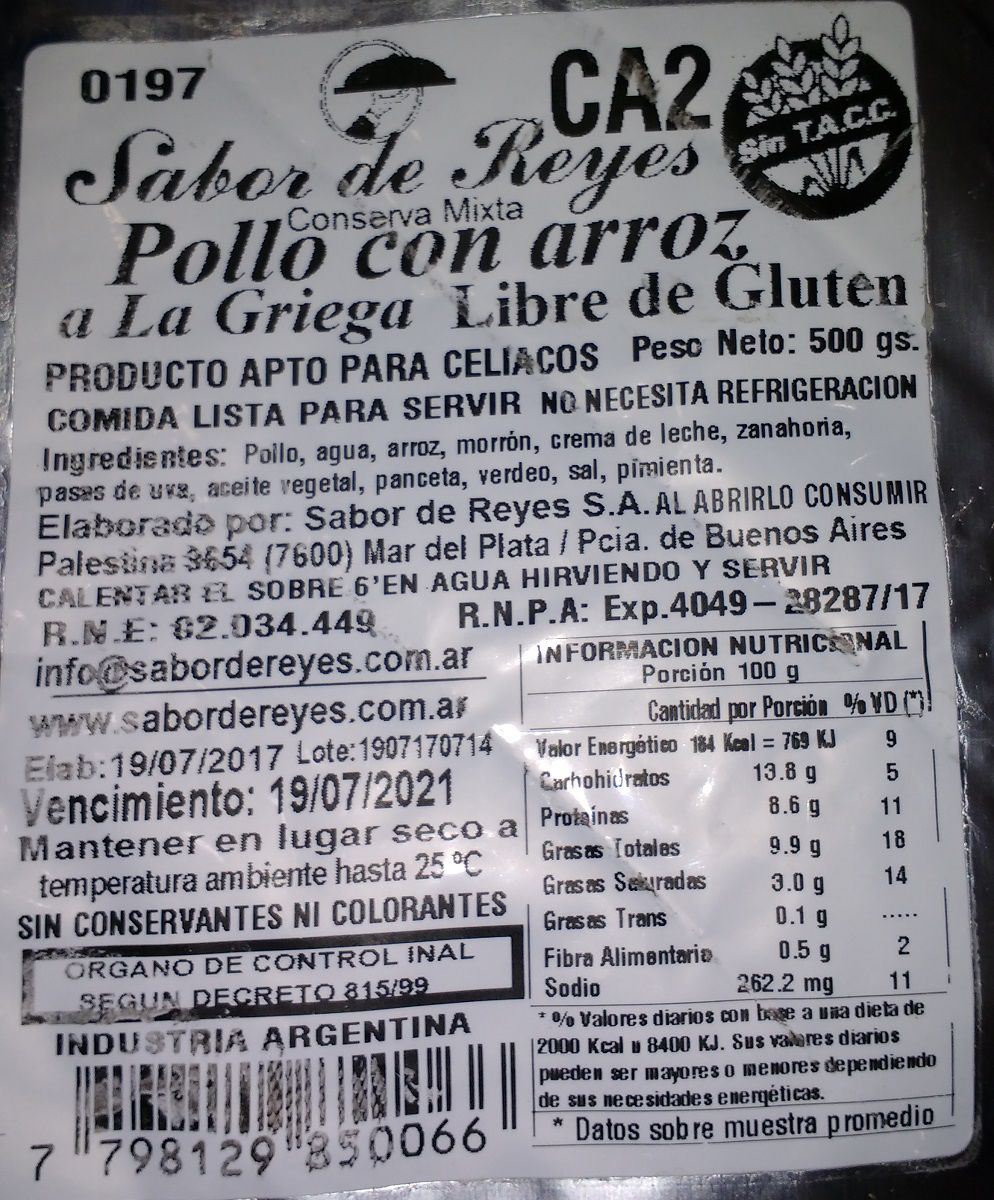 0197
CA2
Sin T.A.C.C.
Sabor de Reyes
Conserva Mixta
Pollo con arroz
a La Griega Libre de Gluten
PRODUCTO APTO PARA CELIACOS Peso Neto: 500 gs.
COMIDA LISTA PARA SERVIR NO NECESITA REFRIGERACION
Ingredientes: Pollo, agua, arroz, morrón, crema de leche, zanahoria,
pasas de uva, aceite vegetal, panceta, verdeo, sal, pimienta.
Elaborado por: Sabor de Reyes S.A. AL ABRIRLO CONSUMIR
Palestina 3654 (7600) Mar del Plata / Pcia. de Buenos Aires
CALENTAR EL SOBRE 6'EN AGUA HIRVIENDO Y SERVIR
R.N.E: 02.034.449 R.N.P.A: Exp.4049-28287/17
info@sabordereyes.com.ar
www.sabordereyes.com.ar
Elab:19/07/2017 Lote:1907170714
Vencimiento: 19/07/2021
Mantener en lugar seco a
temperatura ambiente hasta 25 ºC
SIN CONSERVANTES NI COLORANTES
ORGANO DE CONTROL INAL
SEGUN DECRETO 815/99
INDUSTRIA ARGENTINA
7 798129 850066
INFORMACION NUTRICIONAL
Porción 100 g
Cantidad por Porción % VD (*)
Valor Energético 184 Kcal = 769 KJ 9
Carbohidratos 13.8 g 5
Proteínas 8.6 g 11
Grasas Totales 9.9 g 18
Grasas Saturadas 3.0 g 14
Grasas Trans 0.1 g .....
Fibra Alimentaria 0.5 g 2
Sodio 262.2 mg 11
* % Valores diarios con base a una dieta de
2000 Kcal u 8400 KJ. Sus valores diarios
pueden ser mayores o menores dependiendo
de sus necesidades energéticas.
* Datos sobre muestra promedio